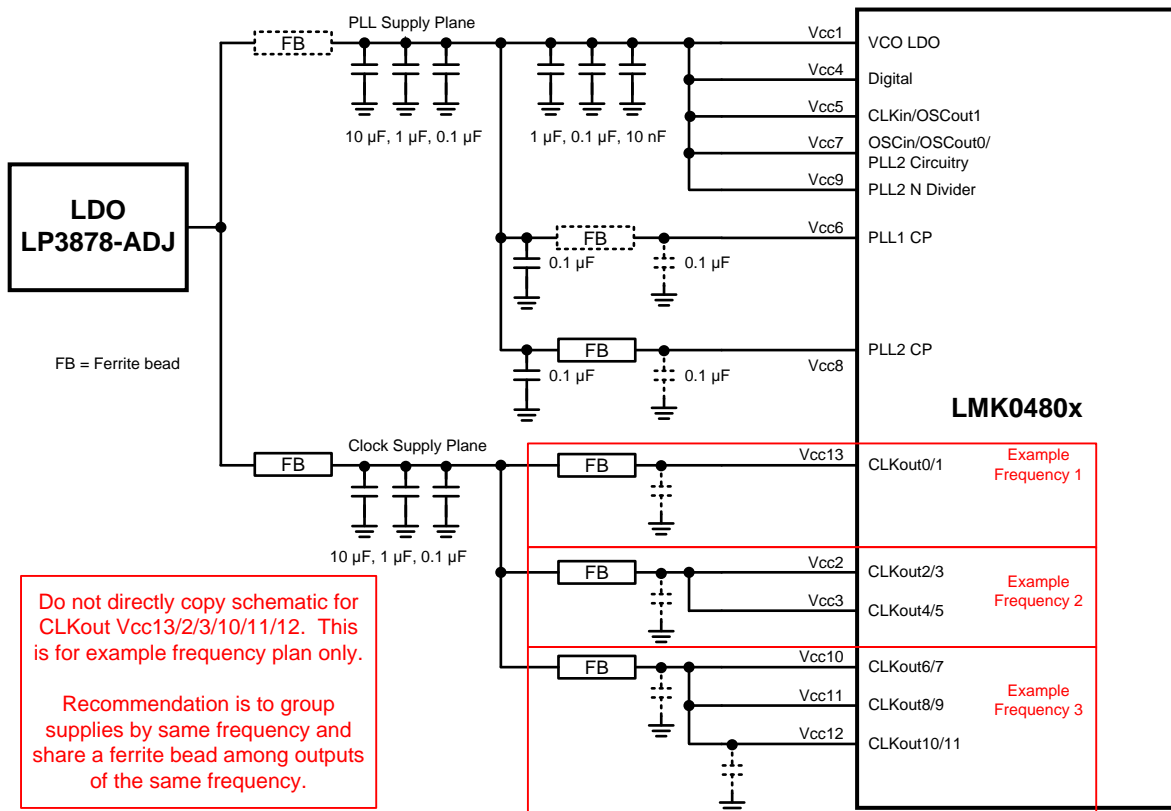 PLL Supply Plane
FB
10 µF, 1 µF, 0.1 µF
1 µF, 0.1 µF, 10 nF
Vcc1
VCO LDO
Vcc4
Digital
Vcc5
CLKin/OSCout1
Vcc7
OSCin/OSCout0/
PLL2 Circuitry
Vcc9
PLL2 N Divider
LDO
LP3878-ADJ
FB
0.1 µF
0.1 µF
Vcc6
PLL1 CP
FB = Ferrite bead
FB
0.1 µF
0.1 µF
Vcc8
PLL2 CP
LMK0480x
Clock Supply Plane
FB
10 µF, 1 µF, 0.1 µF
FB
Vcc13
CLKout0/1
Example
Frequency 1
FB
Vcc2
CLKout2/3
Vcc3
CLKout4/5
Example
Frequency 2
FB
Vcc10
CLKout6/7
Vcc11
CLKout8/9
Vcc12
CLKout10/11
Example
Frequency 3
Do not directly copy schematic for
CLKout Vcc13/2/3/10/11/12. This
is for example frequency plan only.
Recommendation is to group
supplies by same frequency and
share a ferrite bead among outputs
of the same frequency.